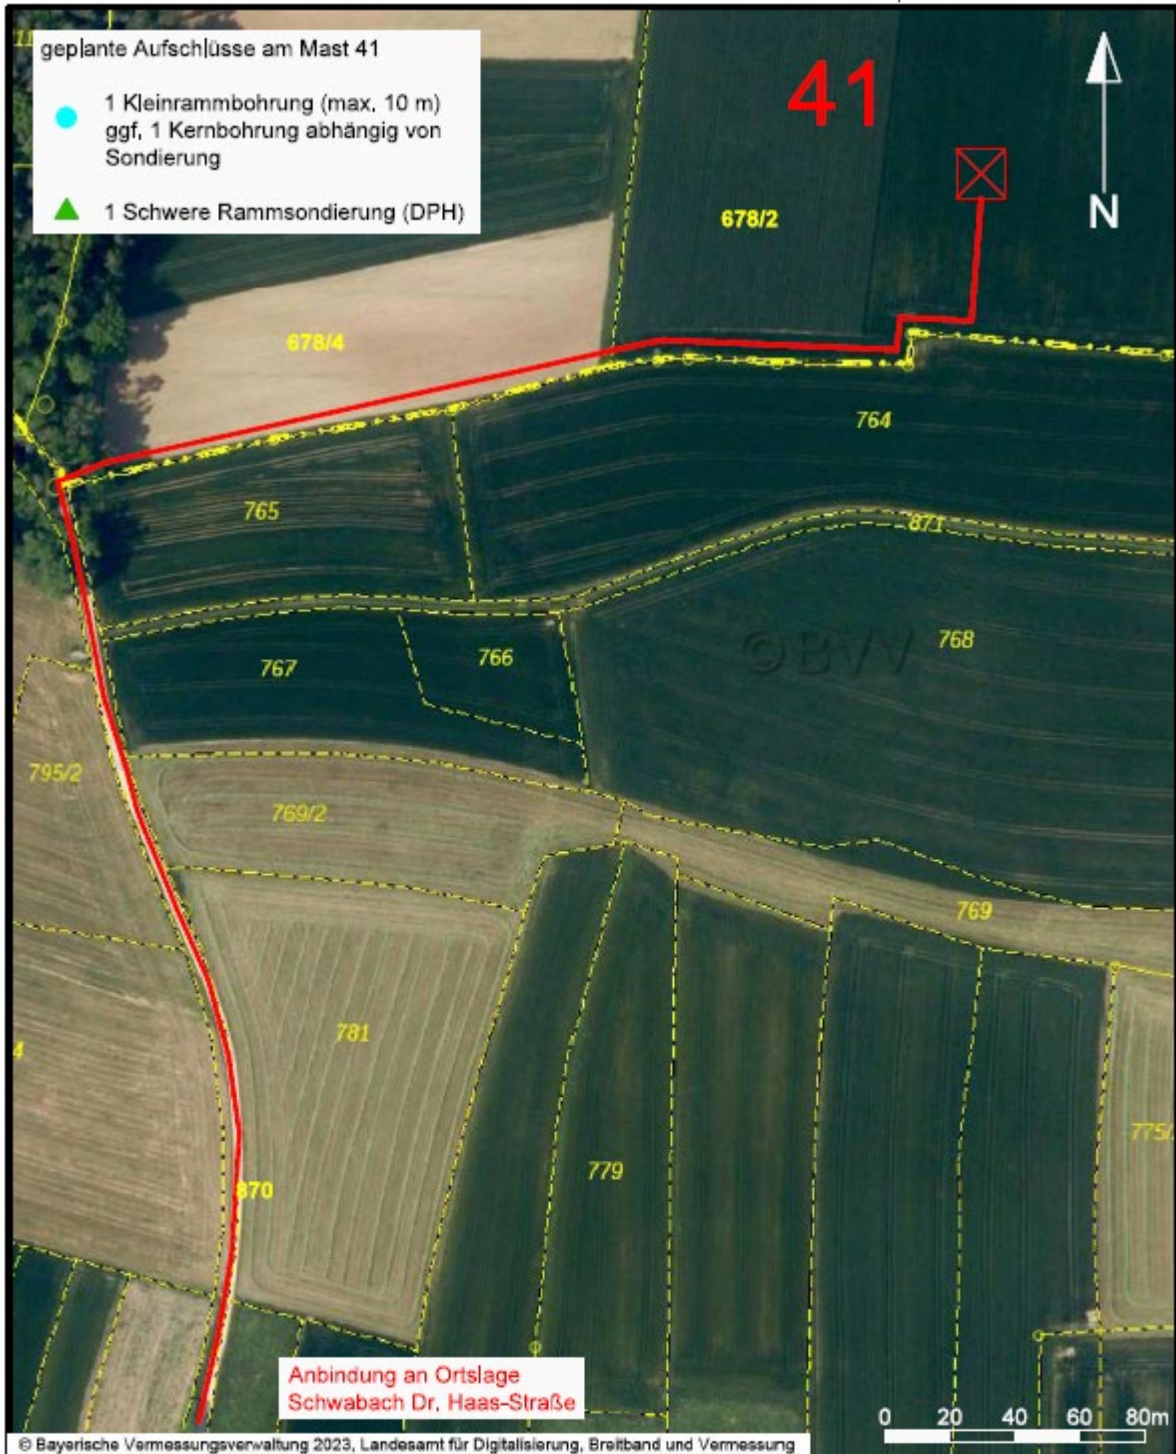 geplante Aufschlüsse am Mast 41
1 Kleinrammbohrung (max. 10 m)
ggf. 1 Kernbohrung abhängig von
Sondierung
1 Schwere Rammsondierung (DPH)
41
N
678/2
678/4
764
765
871
768
©BVV
766
767
795/2
769/2
769
781
775/
779
870
4
Anbindung an Ortslage
Schwabach Dr. Haas-Straße
0 20 40 60 80m
© Bayerische Vermessungsverwaltung 2023, Landesamt für Digitalisierung, Breitband und Vermessung